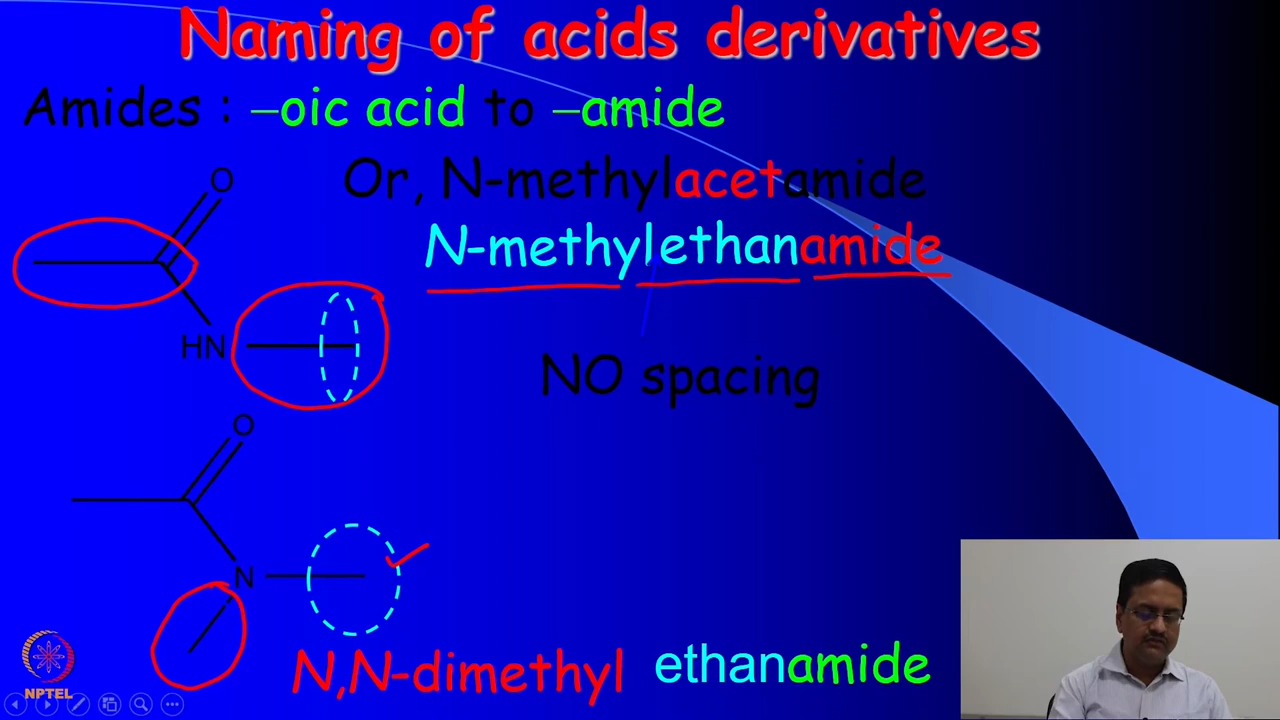 Naming of acids derivatives
Amides : –oic acid to –amide
Or, N-methylacetamide
N-methylethanamide
O
HN
NO spacing
O
N
N,N-dimethyl ethanamide
NPTEL